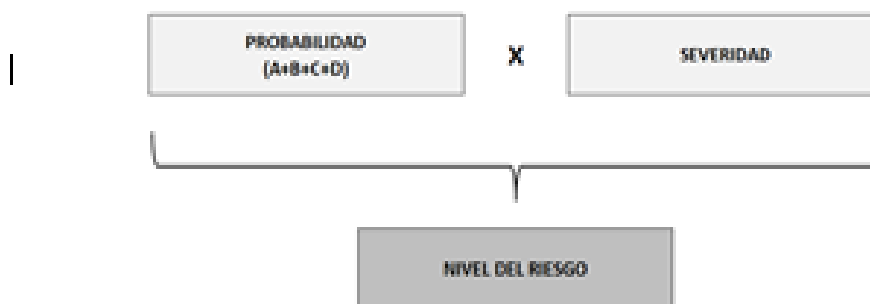 PROBABILIDAD
(A+B+C+D)
X
SEVERIDAD
NIVEL DEL RIESGO